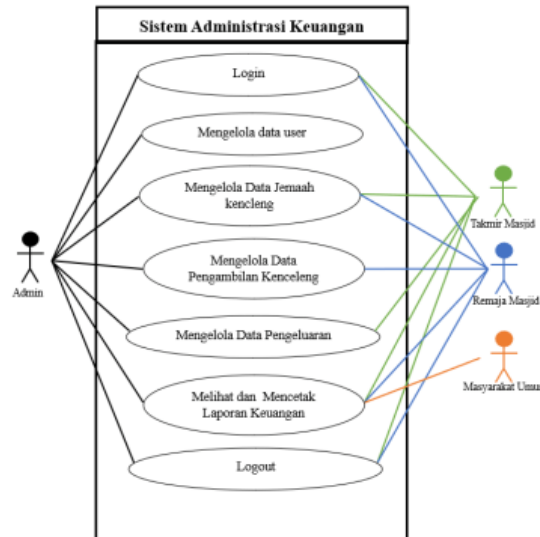 Sistem Administrasi Keuangan
Login
Mengelola data user
Mengelola Data Jemaah
kencleng
Mengelola Data
Pengambilan Kenceleng
Mengelola Data Pengeluaran
Melihat dan Mencetak
Laporan Keuangan
Logout
Admin
Takmir Masjid
Remaja Masjid
Masyarakat Umu